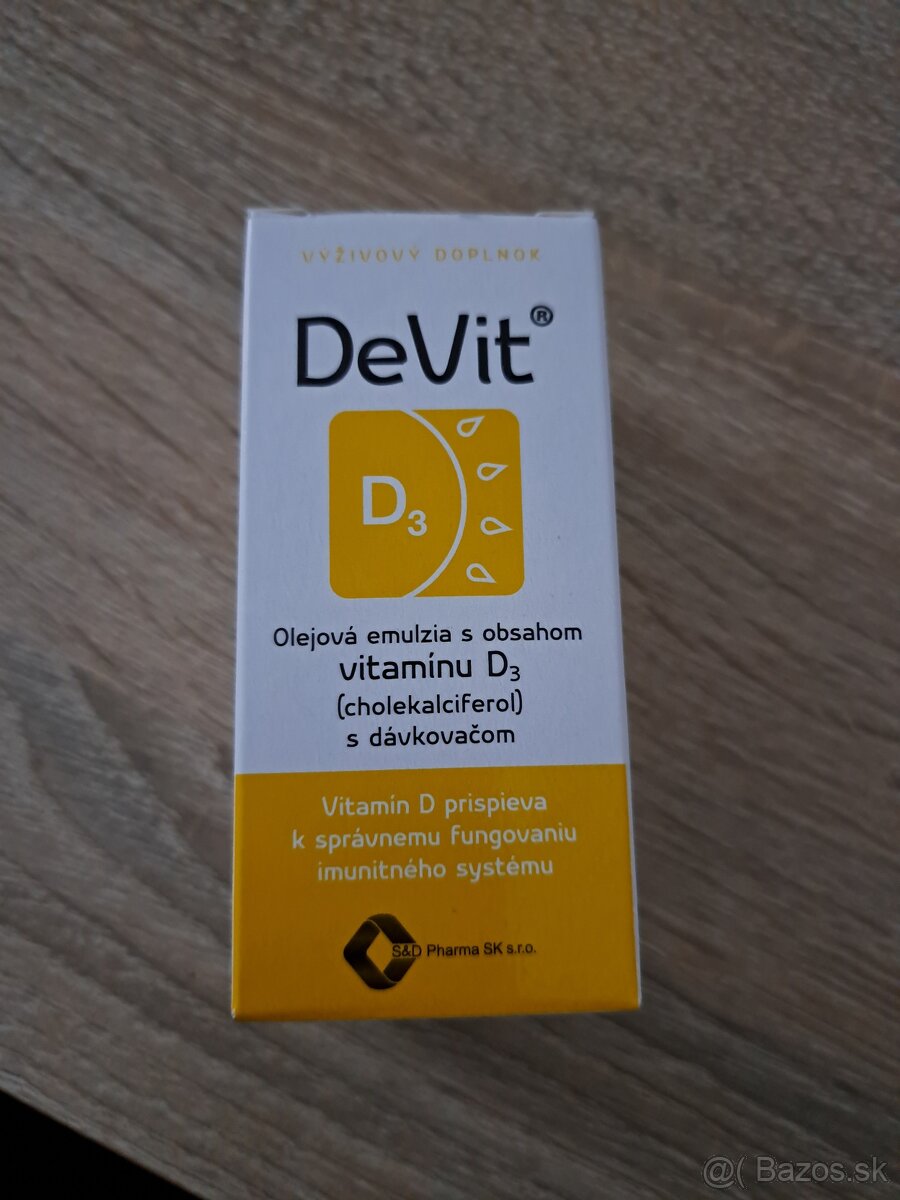 VÝŽIVOVÝ DOPLNOK
DeVit®
D₃
Olejová emulzia s obsahom
vitamínu D₃
(cholekalciferol)
s dávkovačom
Vitamín D prispieva
k správnemu fungovaniu
imunitného systému
S&D Pharma SK s.r.o.
@( Bazos.sk